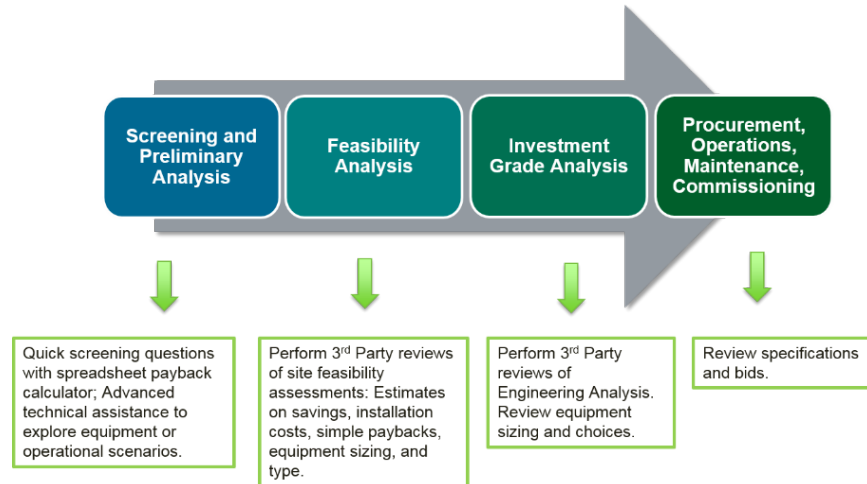 Screening and
Preliminary
Analysis
Feasibility
Analysis
Investment
Grade Analysis
Procurement,
Operations,
Maintenance,
Commissioning
Quick screening questions
with spreadsheet payback
calculator; Advanced
technical assistance to
explore equipment or
operational scenarios.
Perform 3rd Party reviews
of site feasibility
assessments: Estimates
on savings, installation
costs, simple paybacks,
equipment sizing, and
type.
Perform 3rd Party
reviews of
Engineering Analysis.
Review equipment
sizing and choices.
Review specifications
and bids.